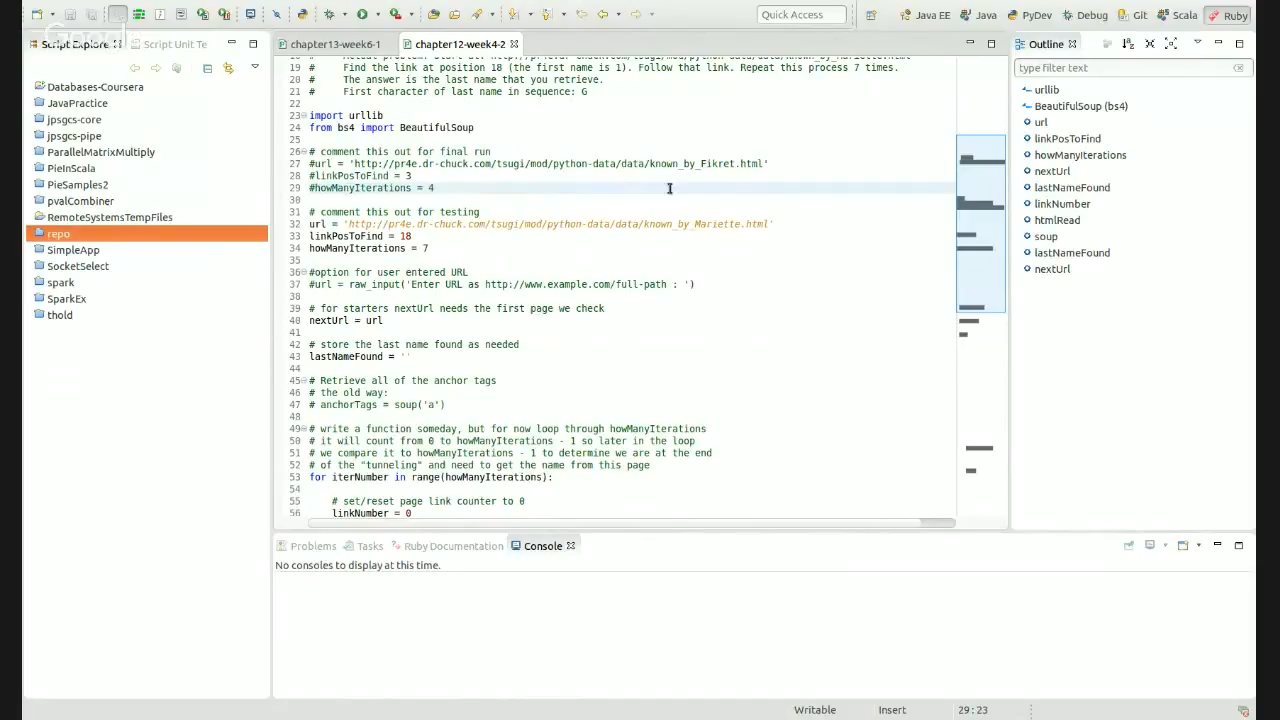 Quick Access
Java EE
Java
PyDev
Debug
Git
Scala
Ruby
Script Explore
Script Unit Te
Databases-Coursera
JavaPractice
jpsgcs-core
jpsgcs-pipe
ParallelMatrixMultiply
PieInScala
PieSamples2
pvalCombiner
RemoteSystemsTempFiles
repo
SimpleApp
SocketSelect
spark
SparkEx
thold
chapter13-week6-1
chapter12-week4-2
19 # Find the link at position 18 (the first name is 1). Follow that link. Repeat this process 7 times.
20 # The answer is the last name that you retrieve.
21 # First character of last name in sequence: G
22
23 import urllib
24 from bs4 import BeautifulSoup
25
26 # comment this out for final run
27 #url = 'http://pr4e.dr-chuck.com/tsugi/mod/python-data/data/known_by_Fikret.html'
28 #linkPosToFind = 3
29 #howManyIterations = 4
30
31 # comment this out for testing
32 url = 'http://pr4e.dr-chuck.com/tsugi/mod/python-data/data/known_by_Mariette.html'
33 linkPosToFind = 18
34 howManyIterations = 7
35
36 #option for user entered URL
37 #url = raw_input('Enter URL as http://www.example.com/full-path : ')
38
39 # for starters nextUrl needs the first page we check
40 nextUrl = url
41
42 # store the last name found as needed
43 lastNameFound = ''
44
45 # Retrieve all of the anchor tags
46 # the old way:
47 # anchorTags = soup('a')
48
49 # write a function someday, but for now loop through howManyIterations
50 # it will count from 0 to howManyIterations - 1 so later in the loop
51 # we compare it to howManyIterations - 1 to determine we are at the end
52 # of the "tunneling" and need to get the name from this page
53 for iterNumber in range(howManyIterations):
54
55 # set/reset page link counter to 0
56 linkNumber = 0
Outline
type filter text
urllib
BeautifulSoup (bs4)
url
linkPosToFind
howManyIterations
nextUrl
lastNameFound
linkNumber
htmlRead
soup
lastNameFound
nextUrl
Problems
Tasks
Ruby Documentation
Console
No consoles to display at this time.
Writable
Insert
29:23